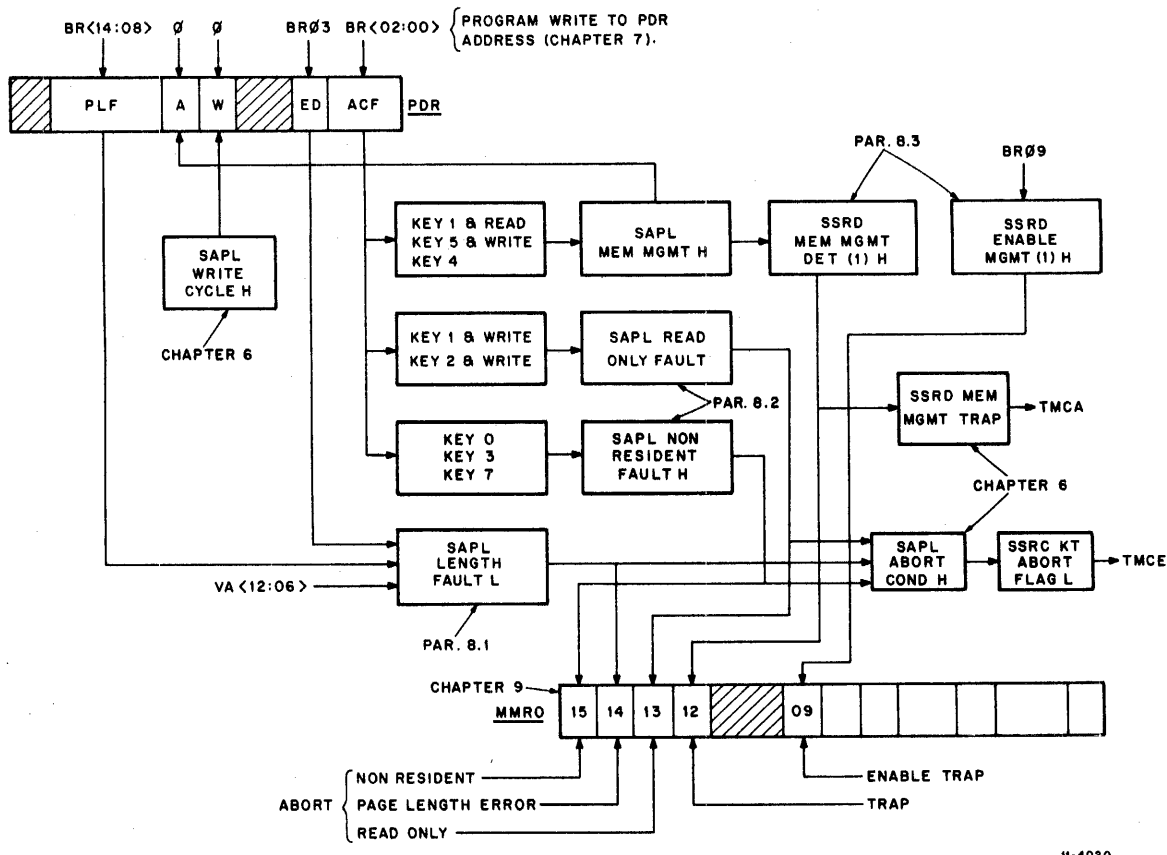 BR<14:08>
Ø
Ø
BRØ3
BR<02:00>
PROGRAM WRITE TO PDR
ADDRESS (CHAPTER 7).
PLF
A
W
ED
ACF
PDR
PAR. 8.3
BRØ9
SAPL
WRITE
CYCLE H
CHAPTER 6
KEY 1 & READ
KEY 5 & WRITE
KEY 4
SAPL
MEM MGMT H
SSRD
MEM MGMT
DET (1) H
SSRD
ENABLE
MGMT (1) H
KEY 1 & WRITE
KEY 2 & WRITE
SAPL READ
ONLY FAULT
PAR. 8.2
SSRD MEM
MGMT TRAP
TMCA
KEY 0
KEY 3
KEY 7
SAPL NON
RESIDENT
FAULT H
CHAPTER 6
SAPL
LENGTH
FAULT L
VA <12:06>
PAR. 8.1
SAPL
ABORT
COND H
SSRC KT
ABORT
FLAG L
TMCE
CHAPTER 9
MMRO
15
14
13
12
09
ABORT
NON RESIDENT
PAGE LENGTH ERROR
READ ONLY
ENABLE TRAP
TRAP
11-4030